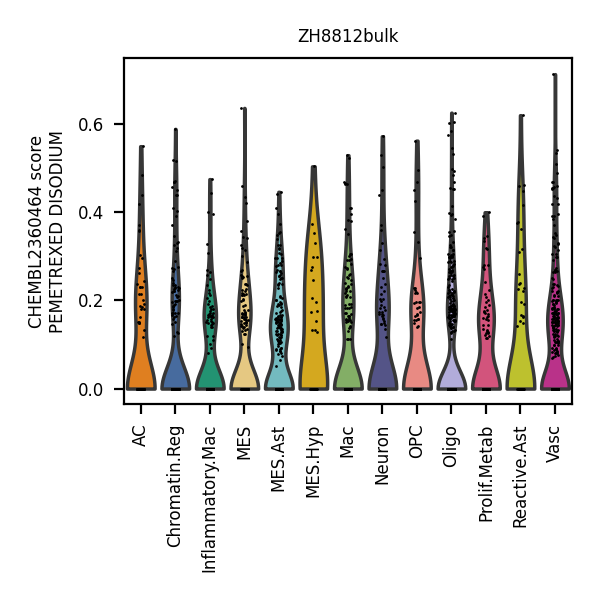 ZH8812bulk
CHEMBL2360464 score
PEMETREXED DISODIUM
0.6
0.4
0.2
0.0
AC
Chromatin.Reg
Inflammatory.Mac
MES
MES.Ast
MES.Hyp
Mac
Neuron
OPC
Oligo
Prolif.Metab
Reactive.Ast
Vasc